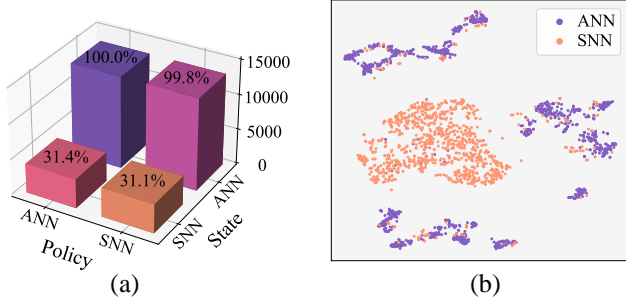 100.0%
99.8%
31.4%
31.1%
15000
10000
5000
0
ANN
SNN
Policy
SNN
ANN
State
(a)
ANN
SNN
(b)